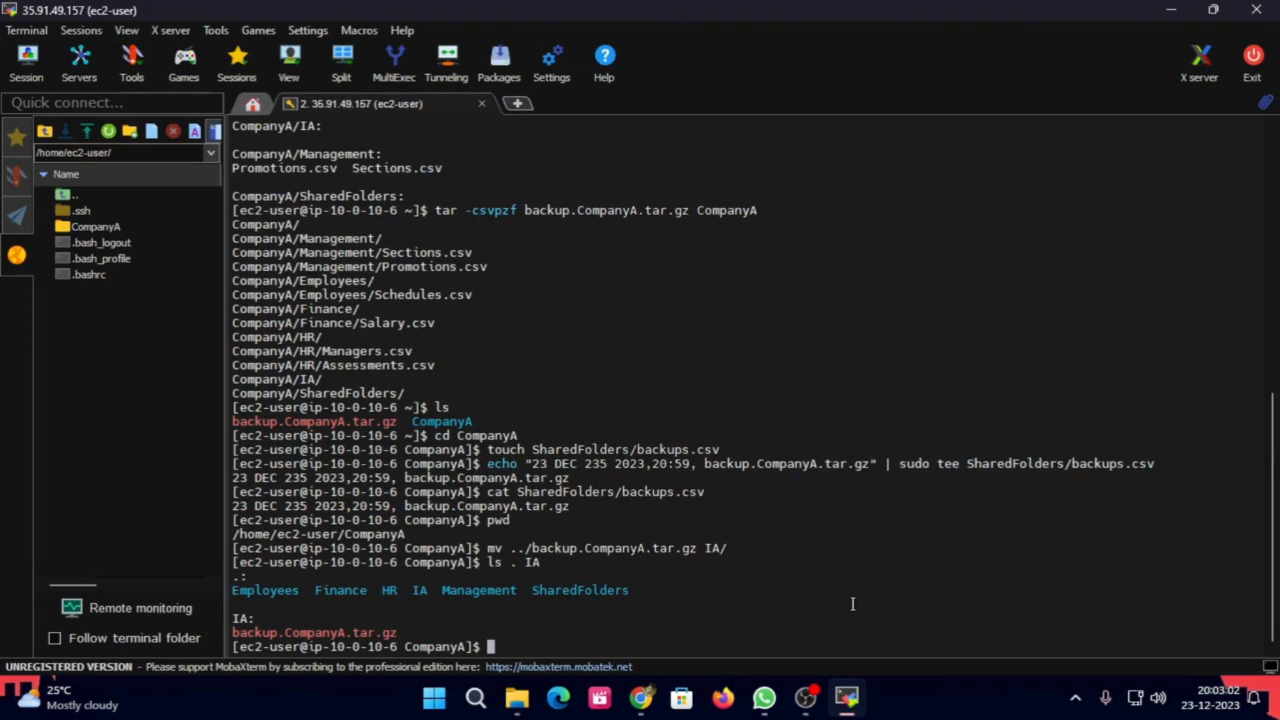 35.91.49.157 (ec2-user)
Terminal Sessions View X server Tools Games Settings Macros Help
Session Servers Tools Games Sessions View Split MultiExec Tunneling Packages Settings Help X server Exit
Quick connect...
2. 35.91.49.157 (ec2-user)
/home/ec2-user/
Name
..
.ssh
CompanyA
.bash_logout
.bash_profile
.bashrc
Remote monitoring
Follow terminal folder
CompanyA/IA:
CompanyA/Management:
Promotions.csv  Sections.csv
CompanyA/SharedFolders:
[ec2-user@ip-10-0-10-6 ~]$ tar -csvpzf backup.CompanyA.tar.gz CompanyA
CompanyA/
CompanyA/Management/
CompanyA/Management/Sections.csv
CompanyA/Management/Promotions.csv
CompanyA/Employees/
CompanyA/Employees/Schedules.csv
CompanyA/Finance/
CompanyA/Finance/Salary.csv
CompanyA/HR/
CompanyA/HR/Managers.csv
CompanyA/HR/Assessments.csv
CompanyA/IA/
CompanyA/SharedFolders/
[ec2-user@ip-10-0-10-6 ~]$ ls
backup.CompanyA.tar.gz  CompanyA
[ec2-user@ip-10-0-10-6 ~]$ cd CompanyA
[ec2-user@ip-10-0-10-6 CompanyA]$ touch SharedFolders/backups.csv
[ec2-user@ip-10-0-10-6 CompanyA]$ echo "23 DEC 235 2023,20:59, backup.CompanyA.tar.gz" | sudo tee SharedFolders/backups.csv
23 DEC 235 2023,20:59, backup.CompanyA.tar.gz
[ec2-user@ip-10-0-10-6 CompanyA]$ cat SharedFolders/backups.csv
23 DEC 235 2023,20:59, backup.CompanyA.tar.gz
[ec2-user@ip-10-0-10-6 CompanyA]$ pwd
/home/ec2-user/CompanyA
[ec2-user@ip-10-0-10-6 CompanyA]$ mv ../backup.CompanyA.tar.gz IA/
[ec2-user@ip-10-0-10-6 CompanyA]$ ls . IA
.:
Employees  Finance  HR  IA  Management  SharedFolders
IA:
backup.CompanyA.tar.gz
[ec2-user@ip-10-0-10-6 CompanyA]$
UNREGISTERED VERSION - Please support MobaXterm by subscribing to the professional edition here: https://mobaxterm.mobatek.net
25°C
Mostly cloudy
20:03:02
23-12-2023